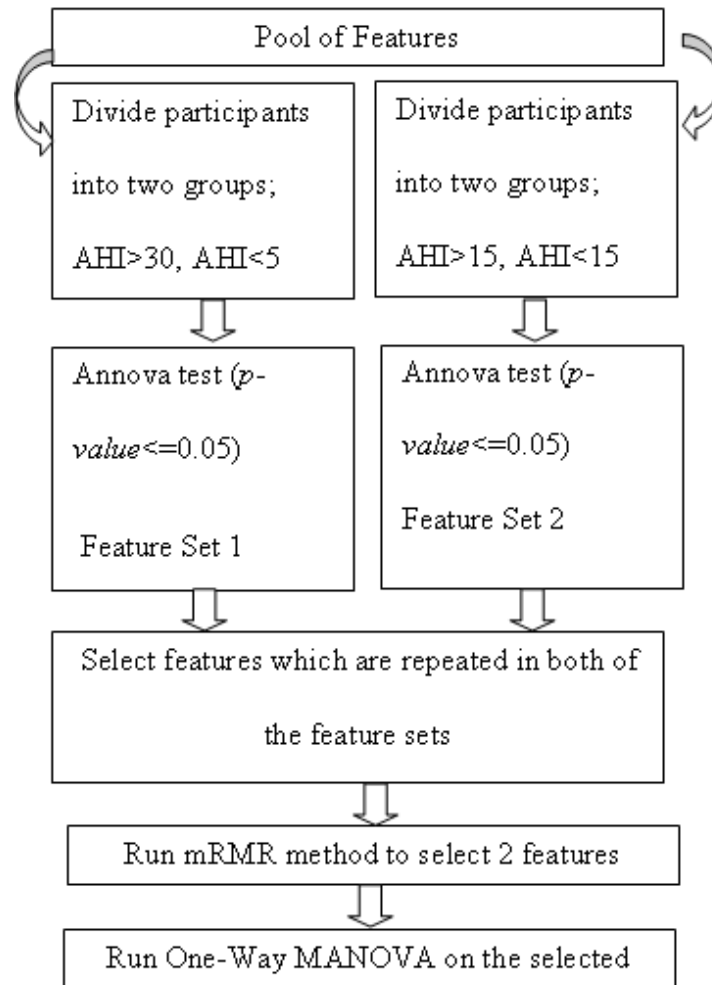 Pool of Features
Divide participants
into two groups;
AHI>30, AHI<5
Divide participants
into two groups;
AHI>15, AHI<15
Annova test (p-
value<=0.05)
Feature Set 1
Annova test (p-
value<=0.05)
Feature Set 2
Select features which are repeated in both of
the feature sets
Run mRMR method to select 2 features
Run One-Way MANOVA on the selected